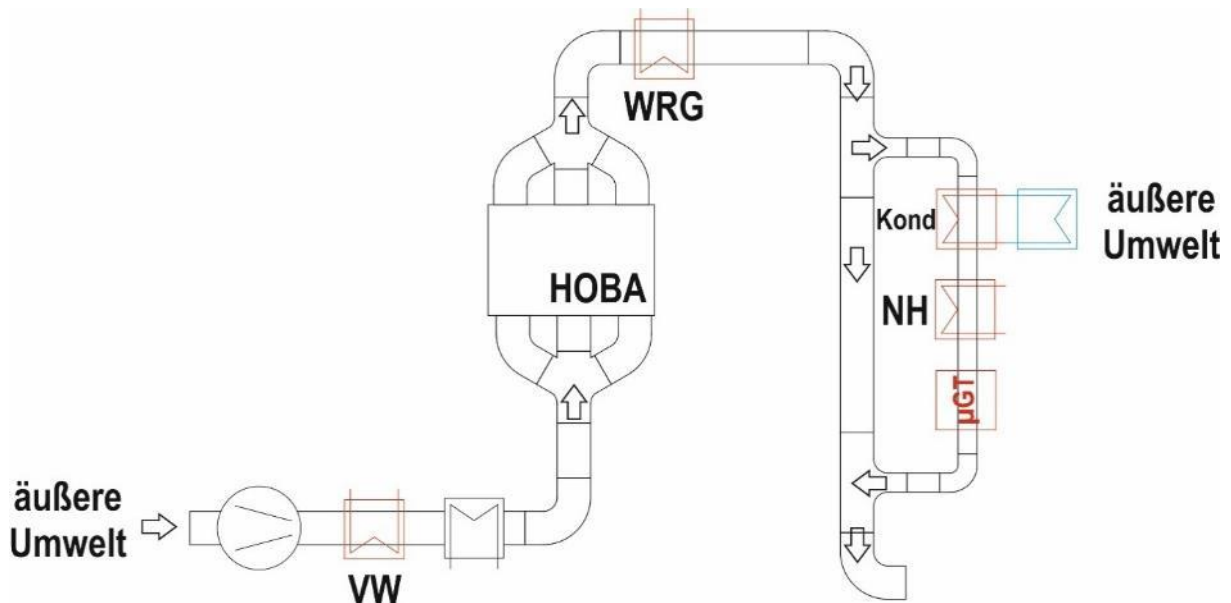 WRG
Kond
äußere
Umwelt
HOBA
NH
µGT
äußere
Umwelt
VW